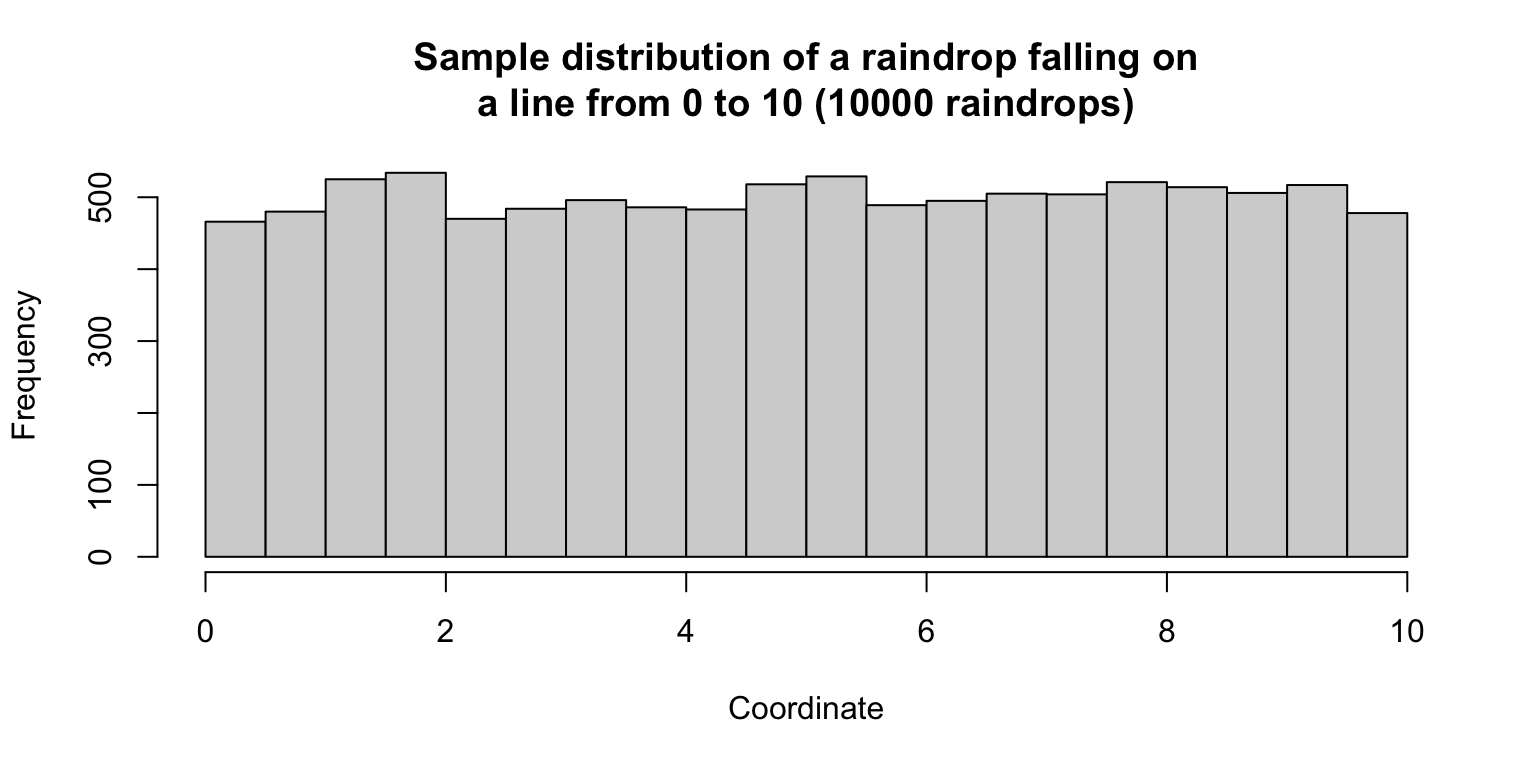 Sample distribution of a raindrop falling on
a line from 0 to 10 (10000 raindrops)
Frequency
500
300
100
0
0 2 4 6 8 10
Coordinate